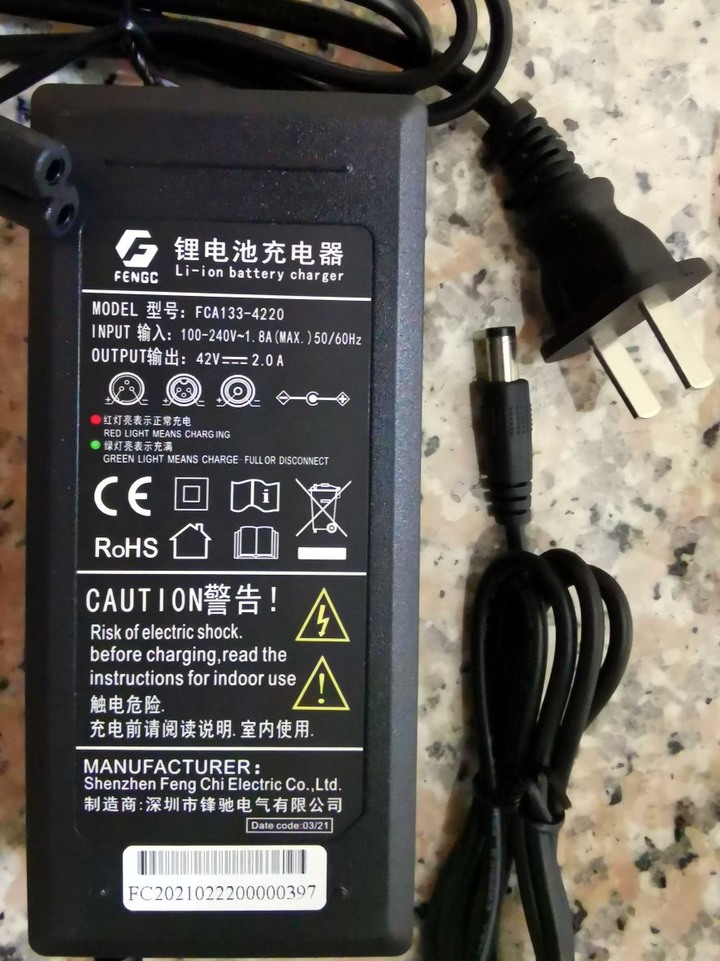 FENGC
锂电池充电器
Li-ion battery charger
MODEL 型号: FCA133-4220
INPUT 输入: 100-240V~1.8A(MAX.)50/60Hz
OUTPUT输出: 42V⎓2.0A
红灯亮表示正常充电
RED LIGHT MEANS CHARGING
绿灯亮表示充满
GREEN LIGHT MEANS CHARGE-FULL OR DISCONNECT
CE
RoHS
CAUTION警告!
Risk of electric shock.
before charging,read the
instructions for indoor use
触电危险.
充电前请阅读说明.室内使用.
MANUFACTURER:
Shenzhen Feng Chi Electric Co.,Ltd.
制造商:深圳市锋驰电气有限公司
Date code:03/21
FC2021022200000397